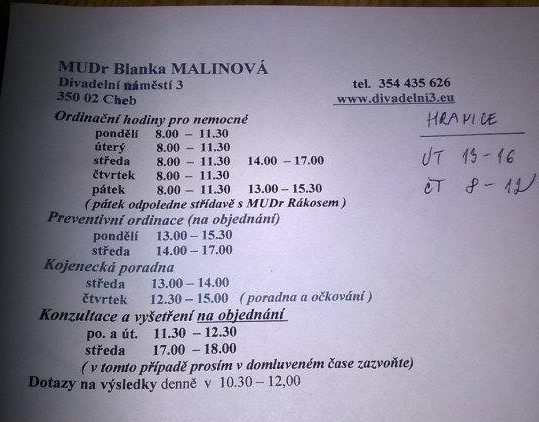 MUDr Blanka MALINOVÁ
Divadelní náměstí 3
350 02 Cheb
tel. 354 435 626
www.divadelni3.eu
Ordinační hodiny pro nemocné
pondělí 8.00 – 11.30
úterý 8.00 – 11.30
středa 8.00 – 11.30 14.00 – 17.00
čtvrtek 8.00 – 11.30
pátek 8.00 – 11.30 13.00 – 15.30
( pátek odpoledne střídavě s MUDr Rákosem )
HRANICE
ÚT 13-16
ČT 8-12
Preventivní ordinace (na objednání)
pondělí 13.00 – 15.30
středa 14.00 – 17.00
Kojenecká poradna
středa 13.00 – 14.00
čtvrtek 12.30 – 15.00 ( poradna a očkování )
Konzultace a vyšetření na objednání
po. a út. 11.30 – 12.30
středa 17.00 – 18.00
( v tomto případě prosím v domluveném čase zazvoňte)
Dotazy na výsledky denně v 10.30 – 12,00